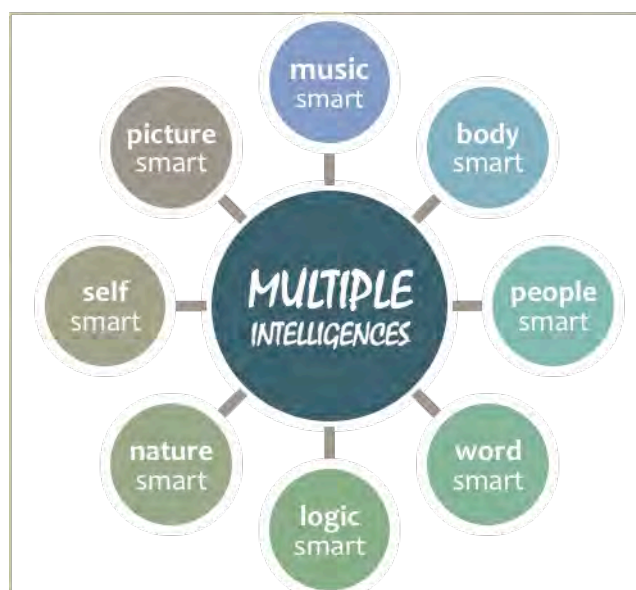 music
smart
body
smart
people
smart
word
smart
logic
smart
nature
smart
self
smart
picture
smart
MULTIPLE
INTELLIGENCES